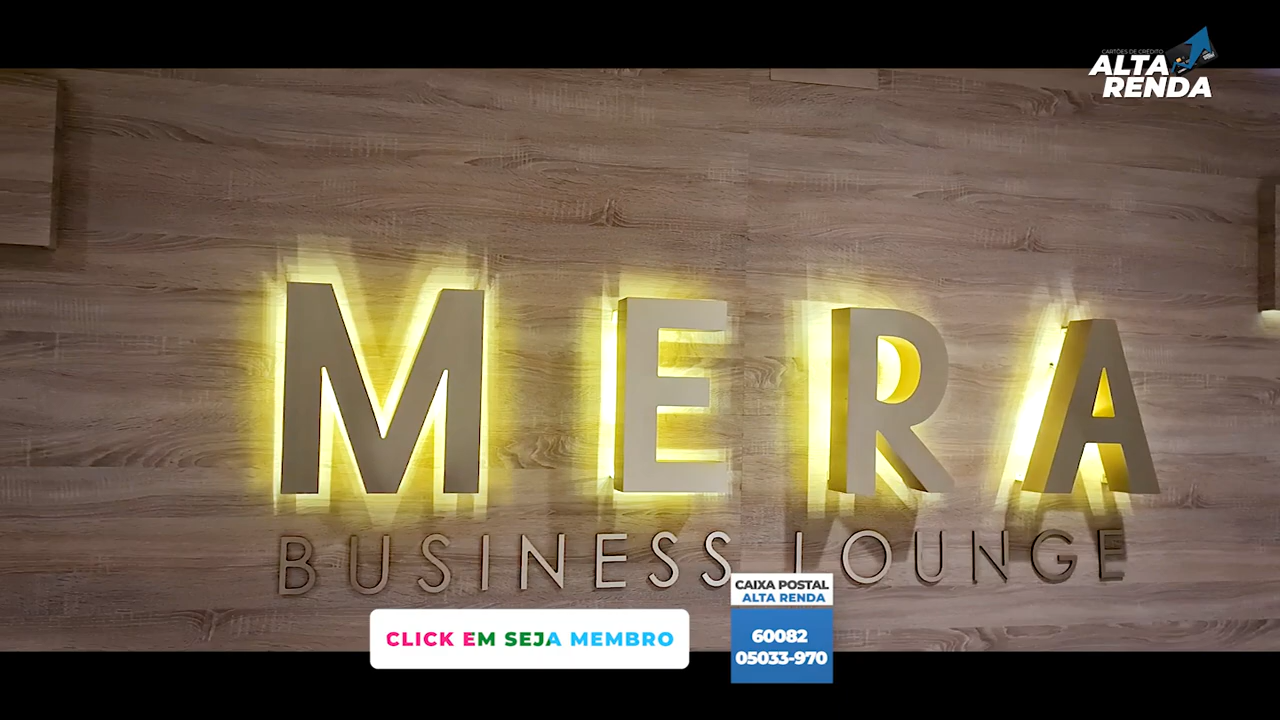 CARTÕES DE CRÉDITO
ALTA
RENDA
MERA
BUSINESS LOUNGE
CAIXA POSTAL
ALTA RENDA
CLICK EM SEJA MEMBRO
60082
05033-970